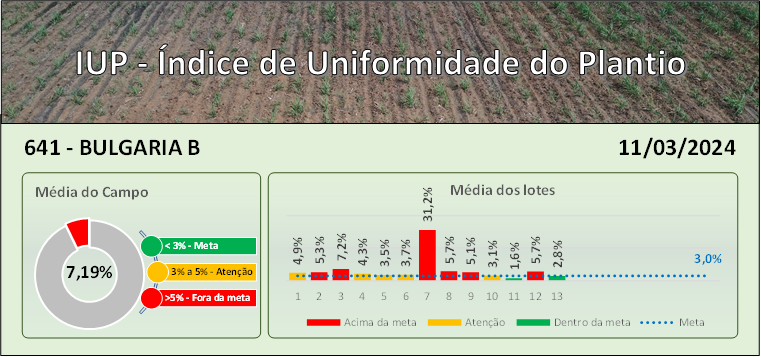 IUP - Índice de Uniformidade do Plantio
641 - BULGARIA B
11/03/2024
Média do Campo
7,19%
< 3% - Meta
3% a 5% - Atenção
>5% - Fora da meta
Média dos lotes
4,9% 5,3% 7,2% 4,3% 3,5% 3,7% 31,2% 5,7% 5,1% 3,1% 1,6% 5,7% 2,8%
3,0%
1 2 3 4 5 6 7 8 9 10 11 12 13
Acima da meta Atenção Dentro da meta Meta